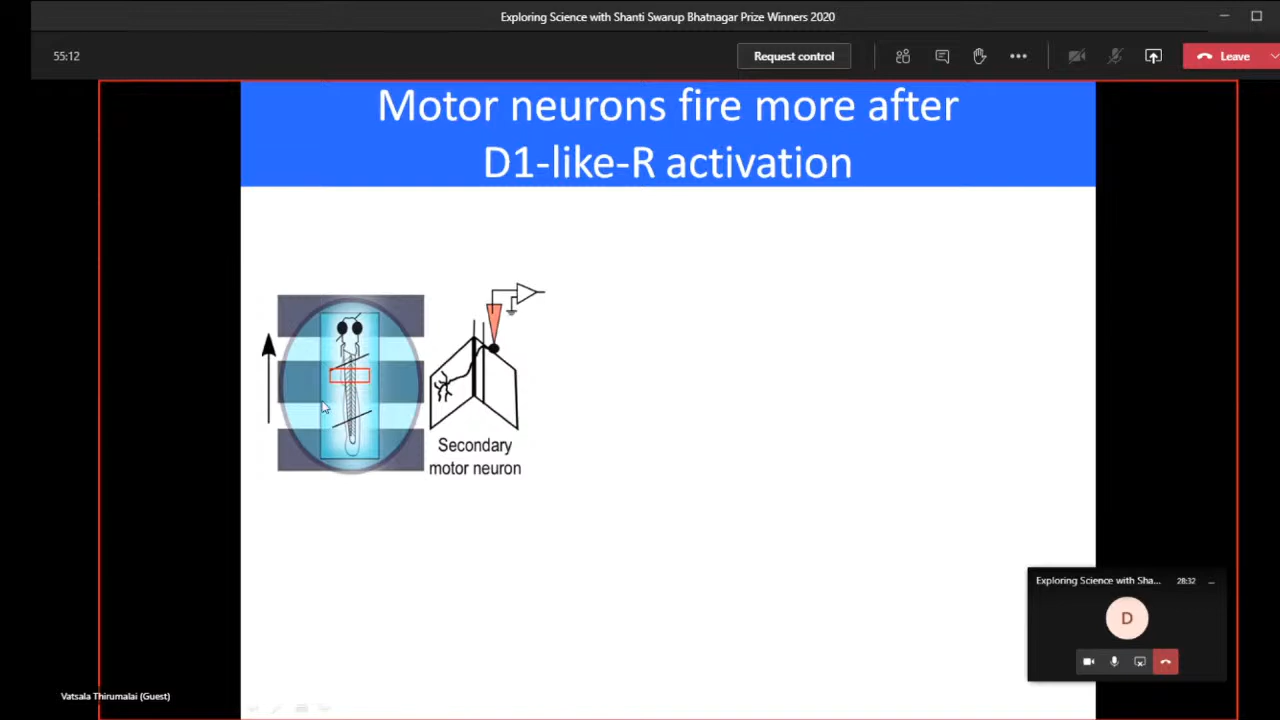 Exploring Science with Shanti Swarup Bhatnagar Prize Winners 2020
55:12
Request control
Leave
Motor neurons fire more after
D1-like-R activation
Secondary
motor neuron
Exploring Science with Sha...
28:32
D
Vatsala Thirumalai (Guest)